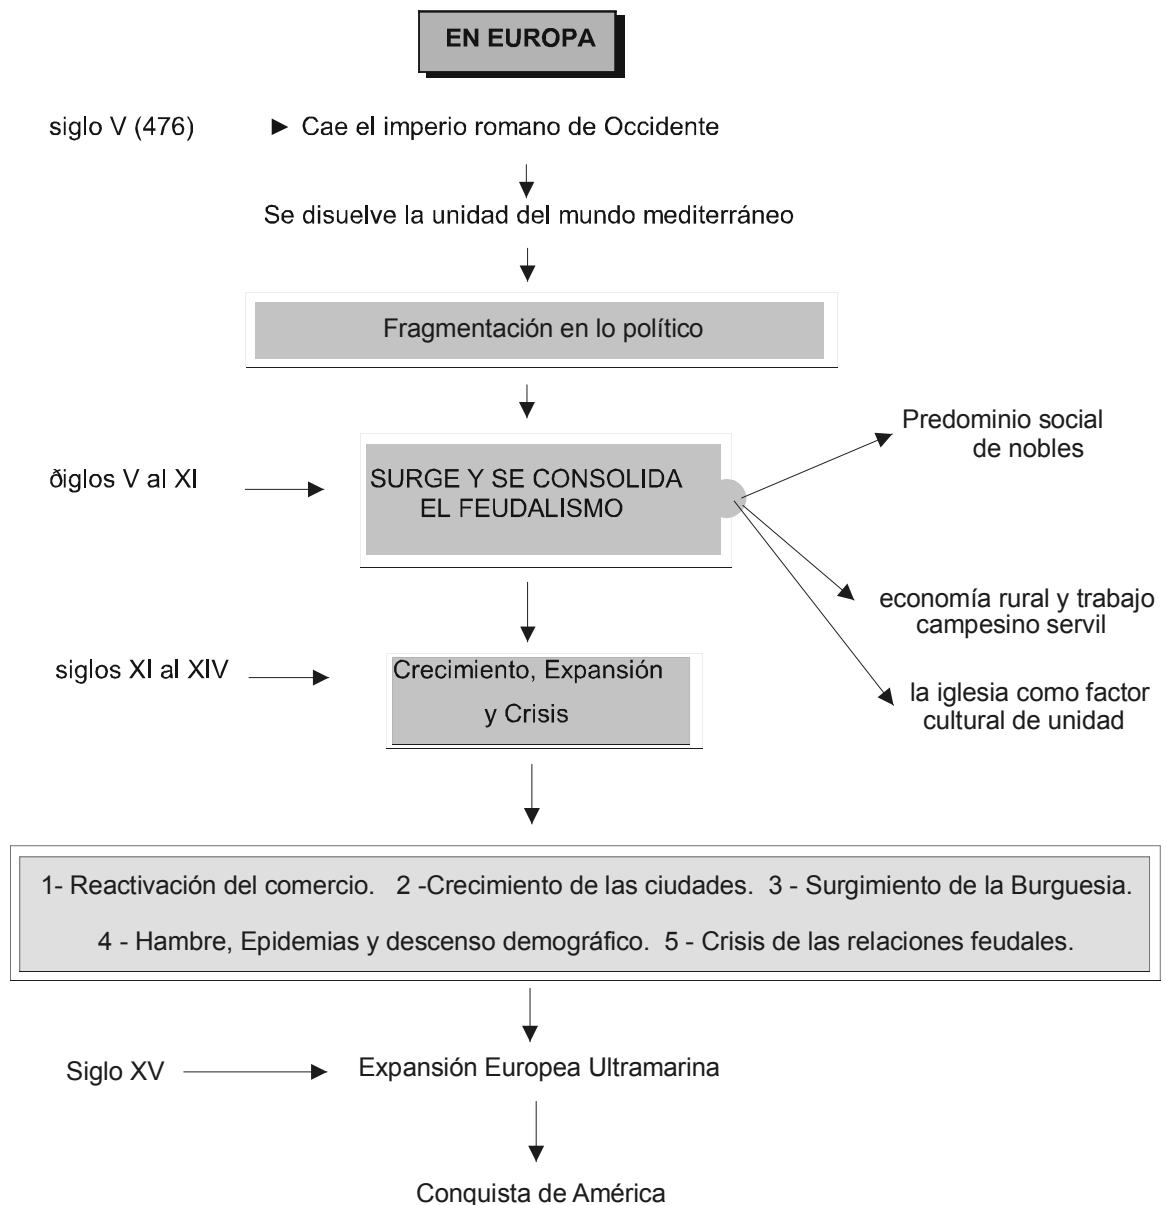 EN EUROPA
siglo V (476) ► Cae el imperio romano de Occidente
Se disuelve la unidad del mundo mediterráneo
Fragmentación en lo político
Predominio social
de nobles
ðiglos V al XI
SURGE Y SE CONSOLIDA
EL FEUDALISMO
economía rural y trabajo
campesino servil
siglos XI al XIV
Crecimiento, Expansión
y Crisis
la iglesia como factor
cultural de unidad
1- Reactivación del comercio. 2 -Crecimiento de las ciudades. 3 - Surgimiento de la Burguesia.
4 - Hambre, Epidemias y descenso demográfico. 5 - Crisis de las relaciones feudales.
Siglo XV
Expansión Europea Ultramarina
Conquista de América